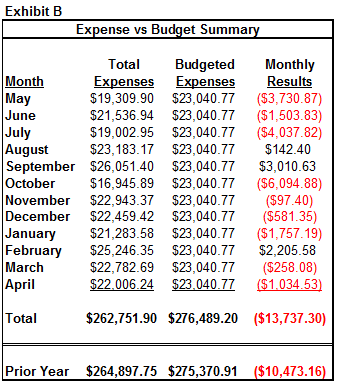 Exhibit B
Expense vs Budget Summary
Total Budgeted Monthly
Month Expenses Expenses Results
May $19,309.90 $23,040.77 ($3,730.87)
June $21,536.94 $23,040.77 ($1,503.83)
July $19,002.95 $23,040.77 ($4,037.82)
August $23,183.17 $23,040.77 $142.40
September $26,051.40 $23,040.77 $3,010.63
October $16,945.89 $23,040.77 ($6,094.88)
November $22,943.37 $23,040.77 ($97.40)
December $22,459.42 $23,040.77 ($581.35)
January $21,283.58 $23,040.77 ($1,757.19)
February $25,246.35 $23,040.77 $2,205.58
March $22,782.69 $23,040.77 ($258.08)
April $22,006.24 $23,040.77 ($1,034.53)
Total $262,751.90 $276,489.20 ($13,737.30)
Prior Year $264,897.75 $275,370.91 ($10,473.16)